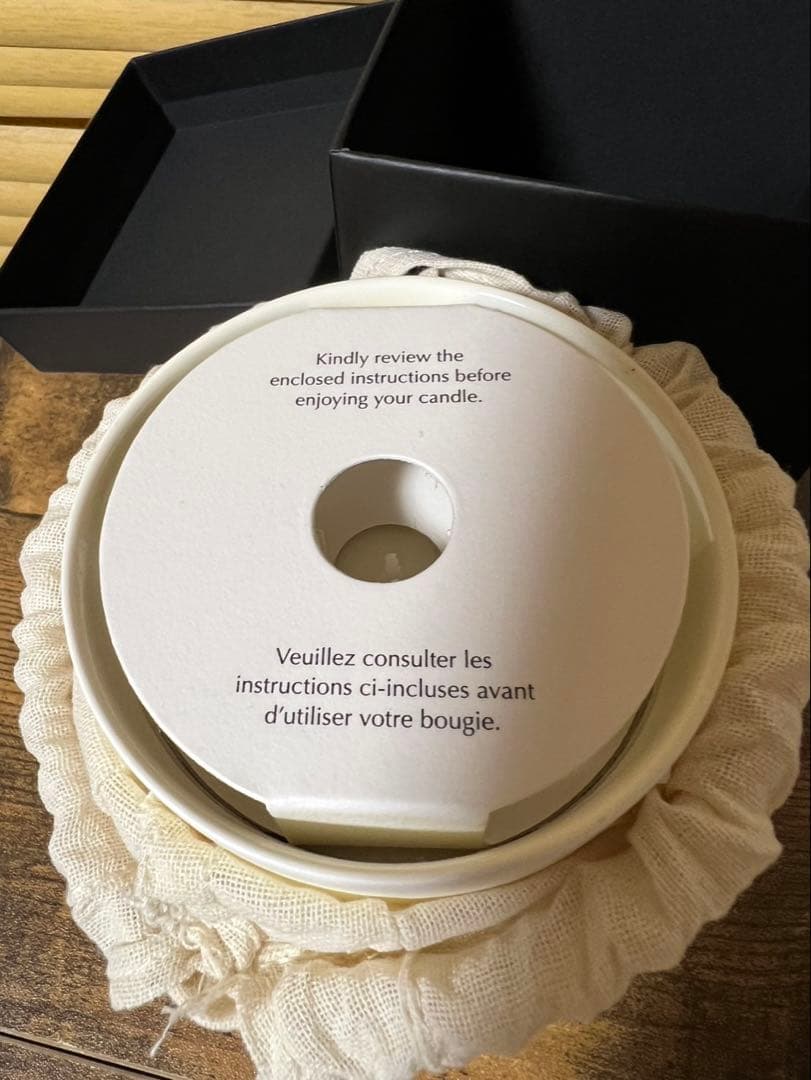 Kindly review the
enclosed instructions before
enjoying your candle.
Veuillez consulter les
instructions ci-incluses avant
d’utiliser votre bougie.